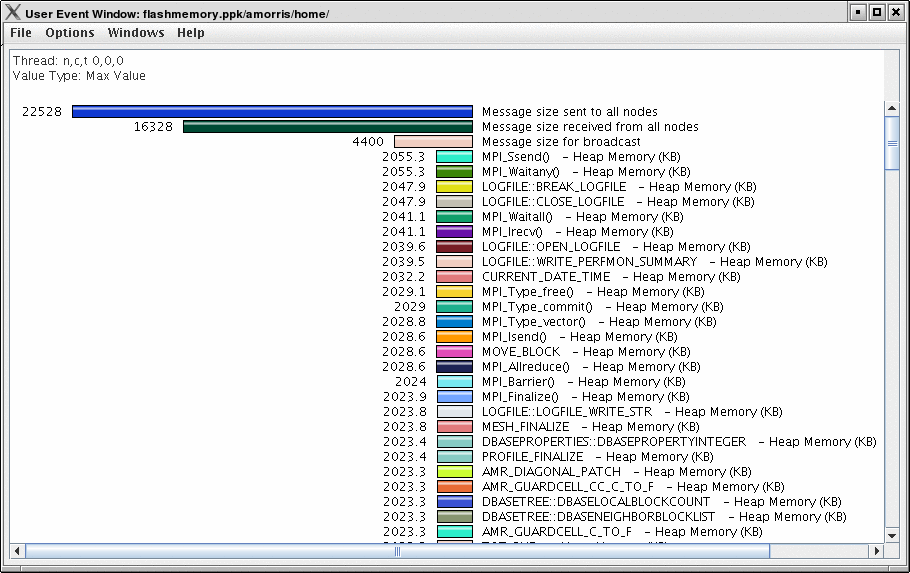 User Event Window: flashmemory.ppk/amorris/home/
File Options Windows Help
Thread: n,c,t 0,0,0
Value Type: Max Value
22528 Message size sent to all nodes
16328 Message size received from all nodes
4400 Message size for broadcast
2055.3 MPI_Ssend() - Heap Memory (KB)
2055.3 MPI_Waitany() - Heap Memory (KB)
2047.9 LOGFILE::BREAK_LOGFILE - Heap Memory (KB)
2047.9 LOGFILE::CLOSE_LOGFILE - Heap Memory (KB)
2041.1 MPI_Waitall() - Heap Memory (KB)
2041.1 MPI_Irecv() - Heap Memory (KB)
2039.6 LOGFILE::OPEN_LOGFILE - Heap Memory (KB)
2039.5 LOGFILE::WRITE_PERFMON_SUMMARY - Heap Memory (KB)
2032.2 CURRENT_DATE_TIME - Heap Memory (KB)
2029.1 MPI_Type_free() - Heap Memory (KB)
2029 MPI_Type_commit() - Heap Memory (KB)
2028.8 MPI_Type_vector() - Heap Memory (KB)
2028.6 MPI_Isend() - Heap Memory (KB)
2028.6 MOVE_BLOCK - Heap Memory (KB)
2028.6 MPI_Allreduce() - Heap Memory (KB)
2024 MPI_Barrier() - Heap Memory (KB)
2023.9 MPI_Finalize() - Heap Memory (KB)
2023.8 LOGFILE::LOGFILE_WRITE_STR - Heap Memory (KB)
2023.8 MESH_FINALIZE - Heap Memory (KB)
2023.4 DBASEPROPERTIES::DBASEPROPERTYINTEGER - Heap Memory (KB)
2023.4 PROFILE_FINALIZE - Heap Memory (KB)
2023.3 AMR_DIAGONAL_PATCH - Heap Memory (KB)
2023.3 AMR_GUARDCELL_CC_C_TO_F - Heap Memory (KB)
2023.3 DBASETREE::DBASELOCALBLOCKCOUNT - Heap Memory (KB)
2023.3 DBASETREE::DBASENEIGHBORBLOCKLIST - Heap Memory (KB)
2023.3 AMR_GUARDCELL_C_TO_F - Heap Memory (KB)